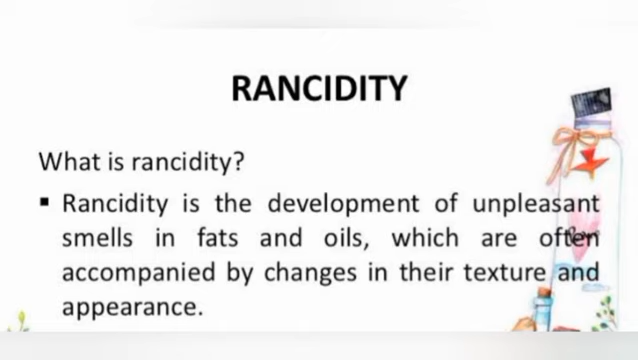 RANCIDITY
What is rancidity?
▪ Rancidity is the development of unpleasant
smells in fats and oils, which are often
accompanied by changes in their texture and
appearance.